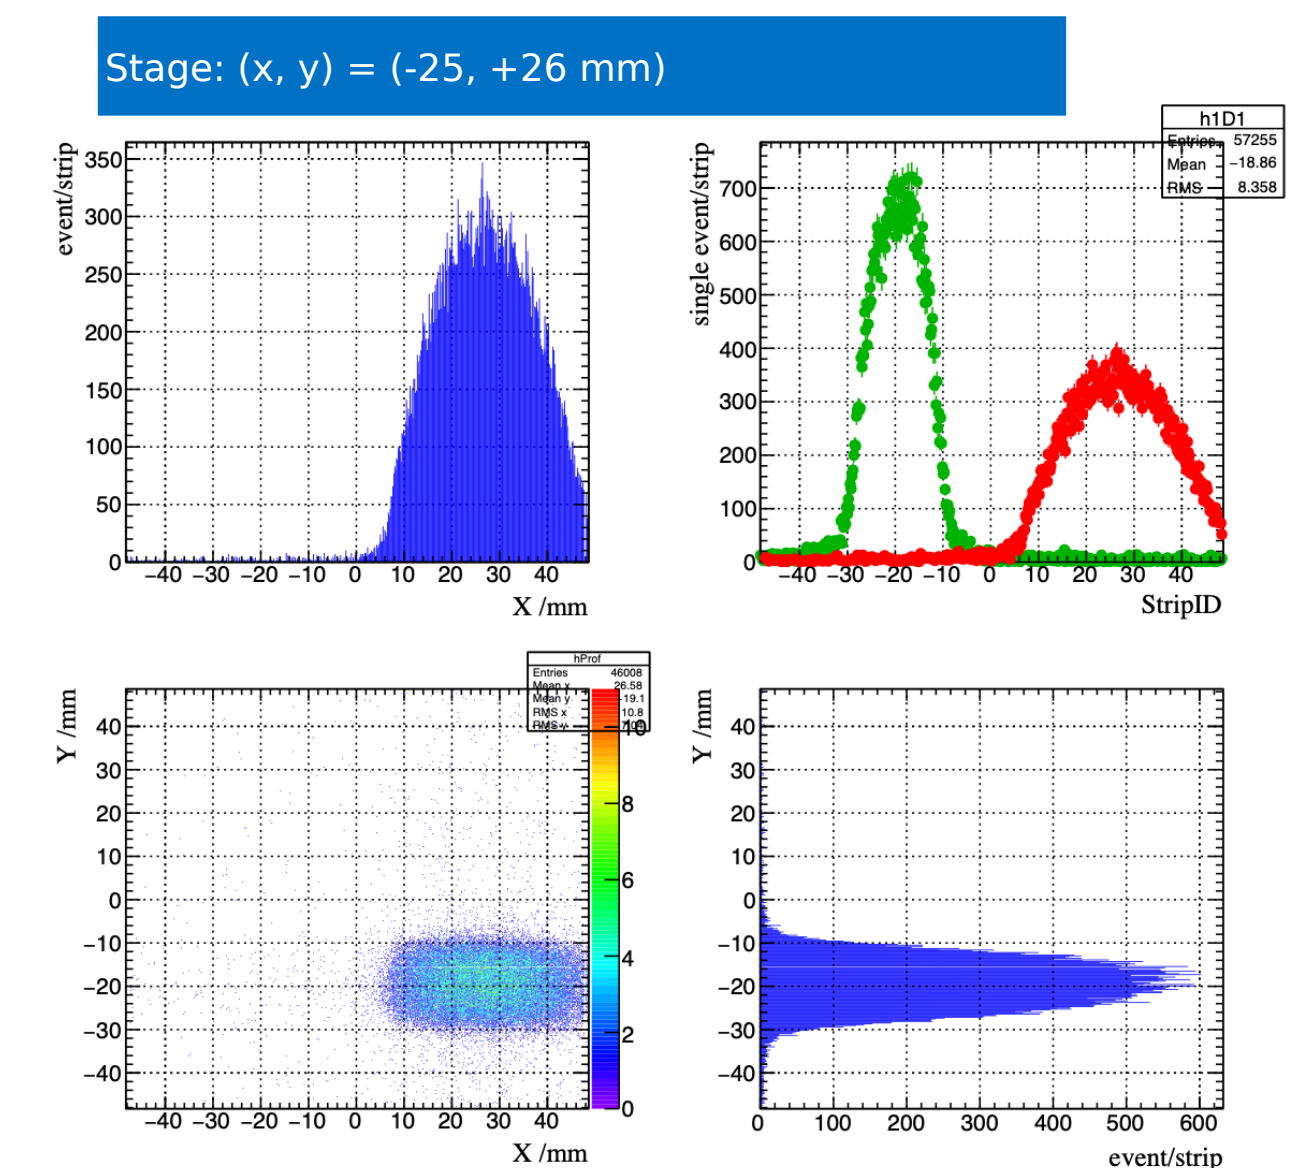 Stage: (x, y) = (-25, +26 mm)
event/strip
350
300
250
200
150
100
50
0
−40 −30 −20 −10 0 10 20 30 40
X /mm
h1D1
Entries 57255
Mean −18.86
RMS 8.358
single event/strip
700
600
500
400
300
200
100
0
−40 −30 −20 −10 0 10 20 30 40
StripID
hProf
Entries 46008
Mean x 26.58
Mean y -19.1
RMS x 10.8
RMS y
Y /mm
40
30
20
10
0
−10
−20
−30
−40
−40 −30 −20 −10 0 10 20 30 40
X /mm
10
8
6
4
2
0
Y /mm
40
30
20
10
0
−10
−20
−30
−40
0 100 200 300 400 500 600
event/strip